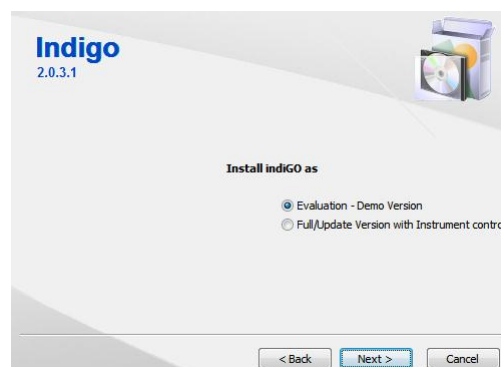 Indigo
2.0.3.1
Install indiGO as
Evaluation - Demo Version
Full/Update Version with Instrument contro
< Back Next > Cancel